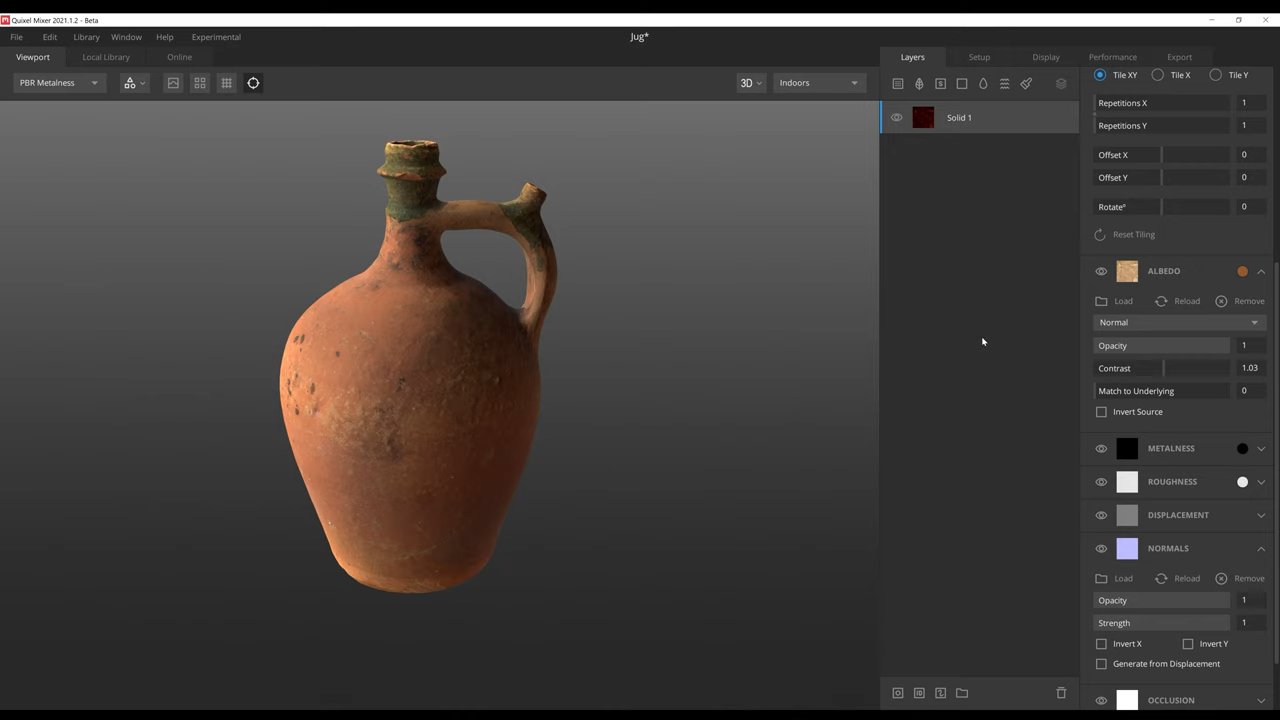 Quixel Mixer 2021.1.2 - Beta
File Edit Library Window Help Experimental
Jug*
Viewport Local Library Online
Layers Setup Display Performance Export
PBR Metalness
3D
Indoors
Tile XY Tile X Tile Y
Repetitions X 1
Solid 1
Repetitions Y 1
Offset X 0
Offset Y 0
Rotate° 0
Reset Tiling
ALBEDO
Load Reload Remove
Normal
Opacity 1
Contrast 1.03
Match to Underlying 0
Invert Source
METALNESS
ROUGHNESS
DISPLACEMENT
NORMALS
Load Reload Remove
Opacity 1
Strength 1
Invert X Invert Y
Generate from Displacement
OCCLUSION